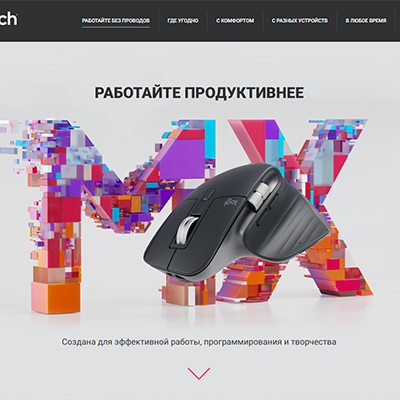 ch
РАБОТАЙТЕ БЕЗ ПРОВОДОВ
ГДЕ УГОДНО
С КОМФОРТОМ
С РАЗНЫХ УСТРОЙСТВ
В ЛЮБОЕ ВРЕМЯ
РАБОТАЙТЕ ПРОДУКТИВНЕЕ
MX
logi
Создана для эффективной работы, программирования и творчества